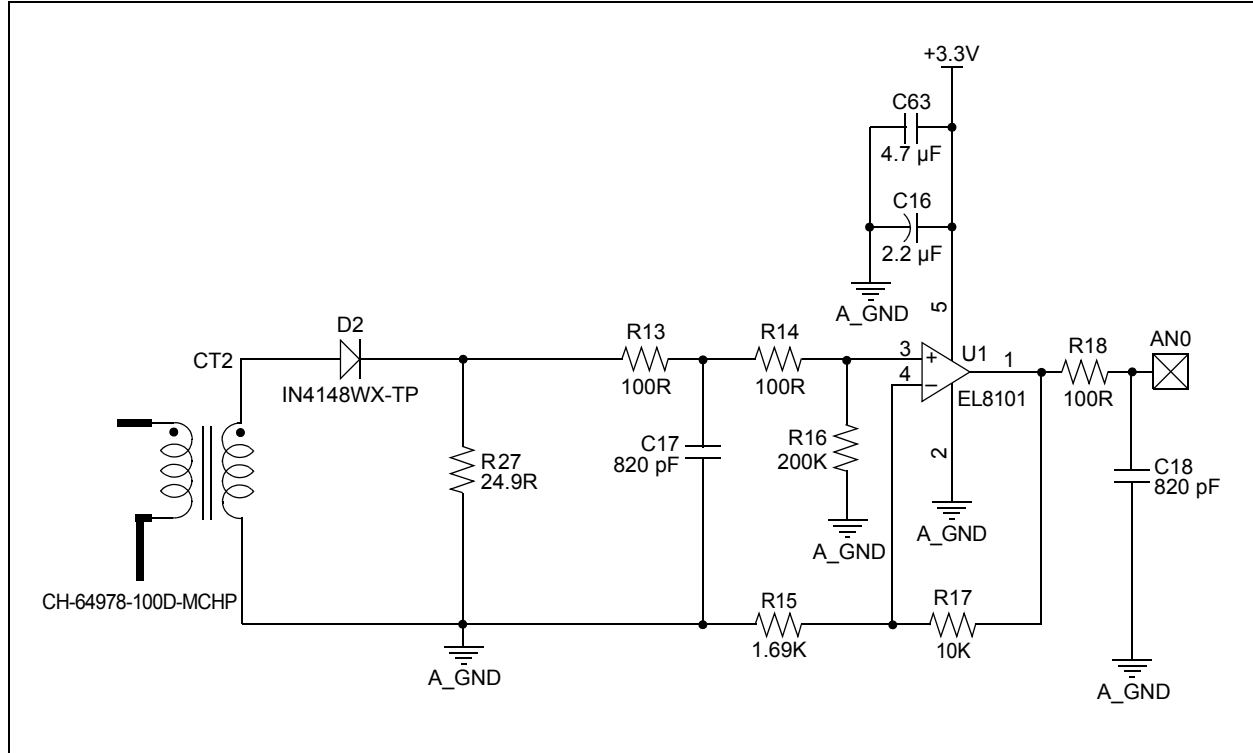 +3.3V
C63
4.7 µF
C16
2.2 µF
A_GND
5
D2
IN4148WX-TP
CT2
R13
100R
R14
100R
3
4
+
–
U1
EL8101
1
2
A_GND
R18
100R
AN0
R27
24.9R
C17
820 pF
R16
200K
A_GND
C18
820 pF
CH-64978-100D-MCHP
R15
1.69K
R17
10K
A_GND
A_GND